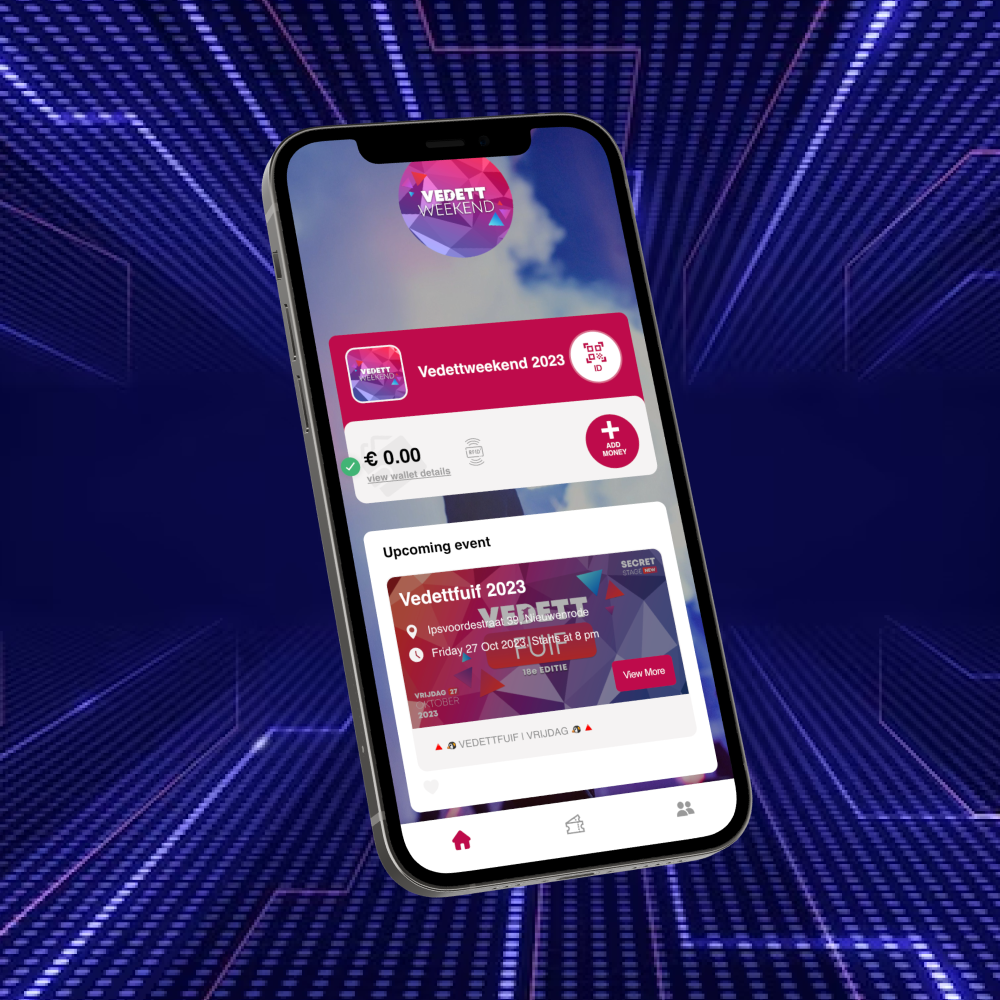 VEDETT
WEEKEND
VEDETT
WEEKEND
Vedettweekend 2023
ID
€ 0.00
view wallet details
RFID
ADD
MONEY
Upcoming event
SECRET
STAGE NEW
Vedettfuif 2023
VEDETT
Ipsvoordestraat 39, Nieuwenrode
Friday 27 Oct 2023, Starts at 8 pm
FUIF
18e EDITIE
View More
VRIJDAG 27
OKTOBER
2023
VEDETTFUIF | VRIJDAG